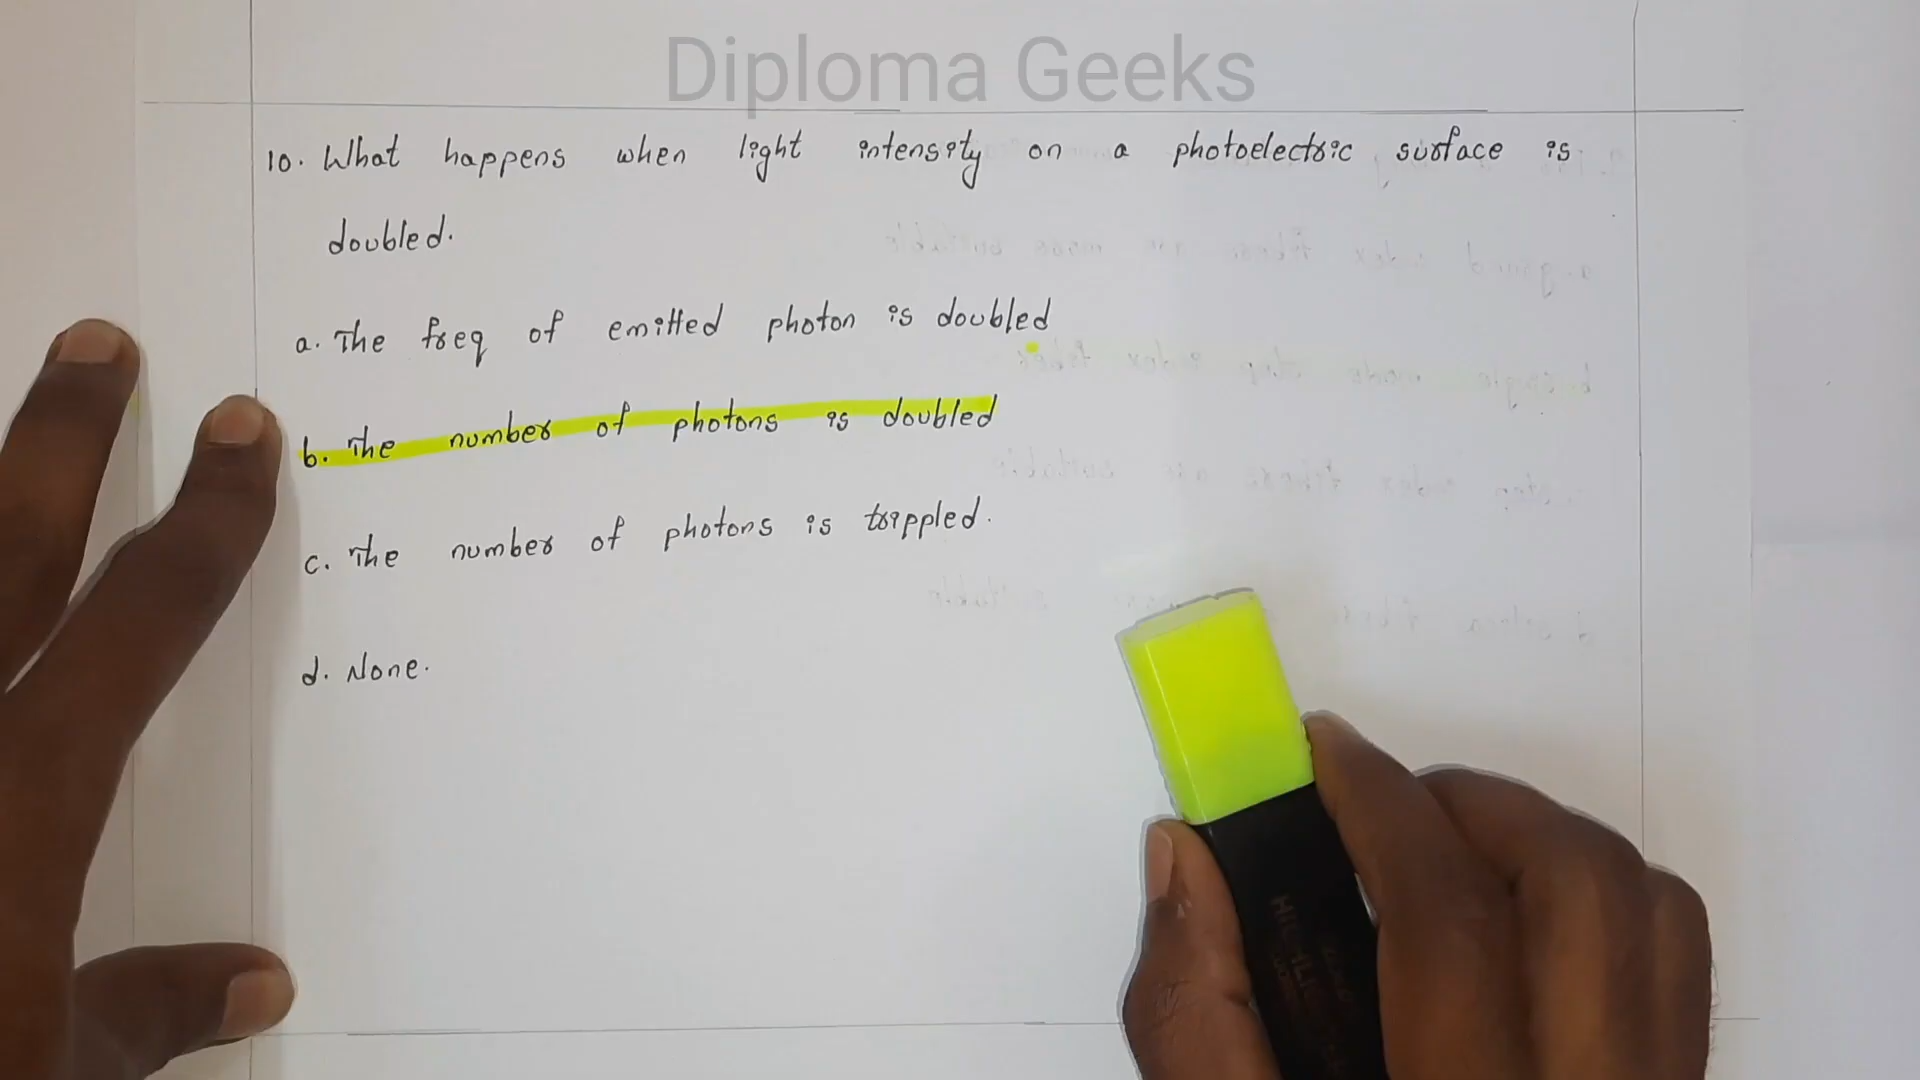 Diploma Geeks
10. What happens when light intensity on a photoelectric surface is
doubled.
a. The freq of emitted photon is doubled
b. The number of photons is doubled
c. The number of photons is trippled.
d. None.